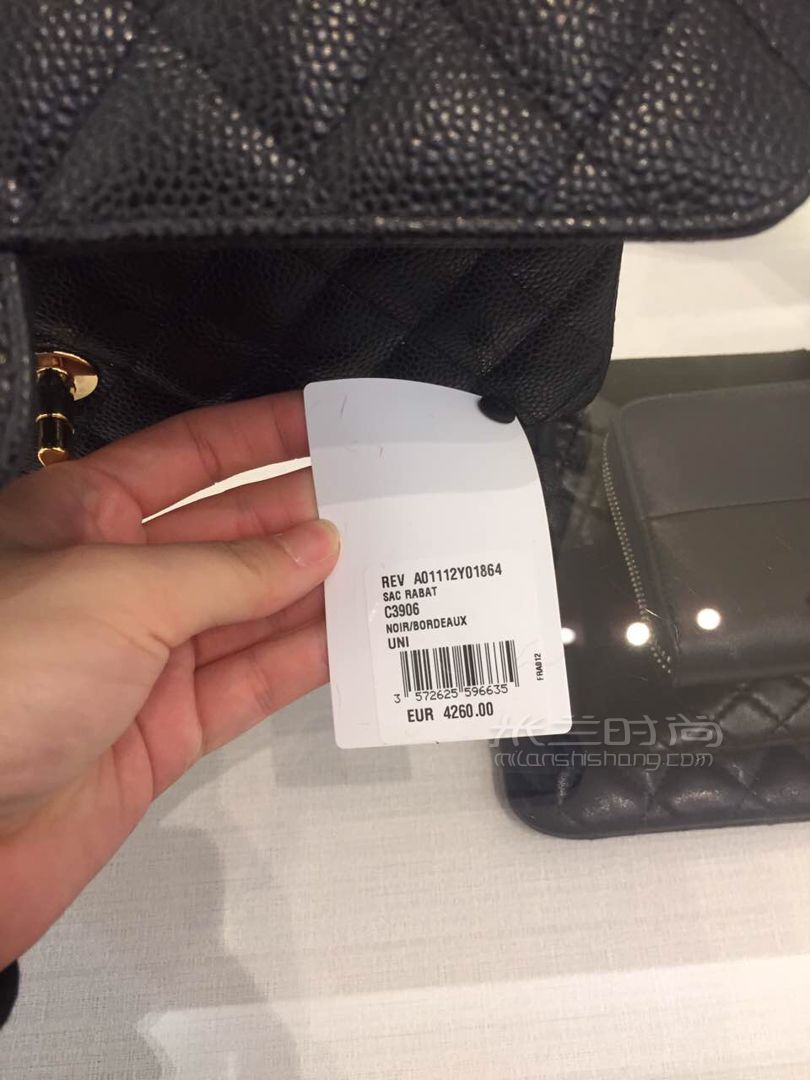 REV A01112Y01864
SAC RABAT
C3906
NOIR/BORDEAUX
UNI
3 572625 596635
FRA012
EUR 4260.00
米兰时尚
milanshishang.com